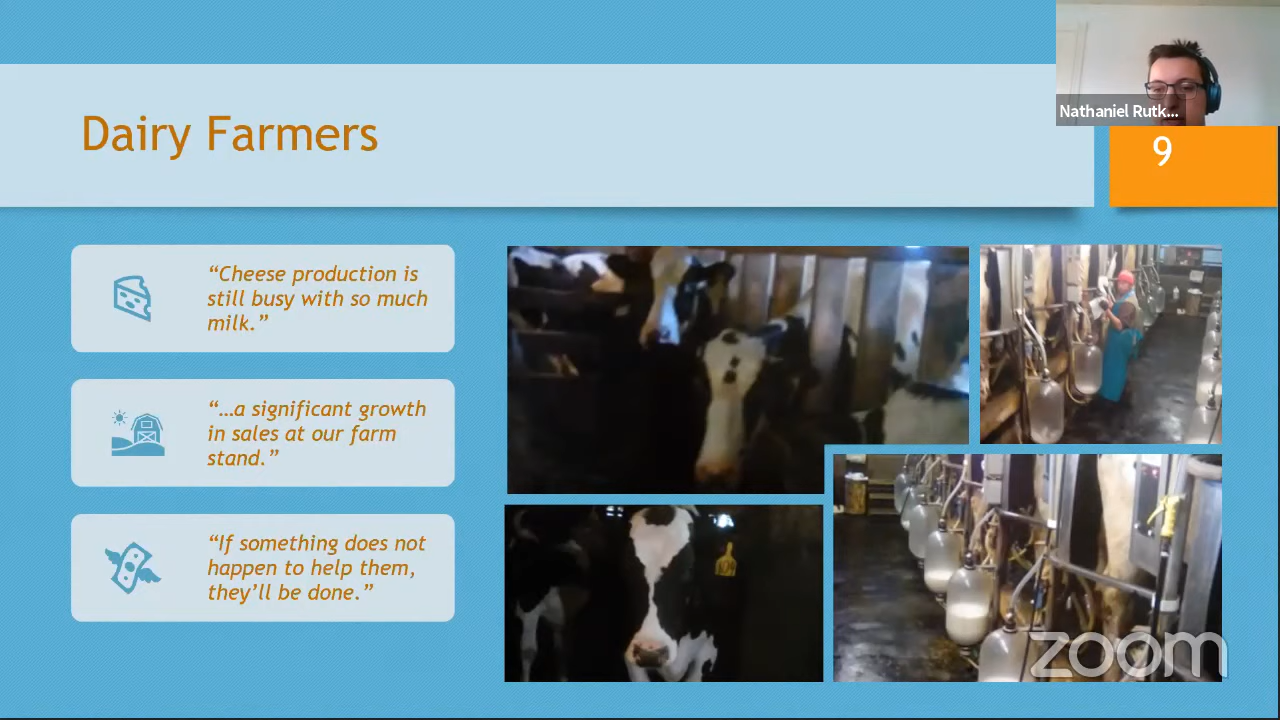 Nathaniel Rutk...
Dairy Farmers
9
“Cheese production is
still busy with so much
milk.”
“…a significant growth
in sales at our farm
stand.”
“If something does not
happen to help them,
they’ll be done.”
zoom